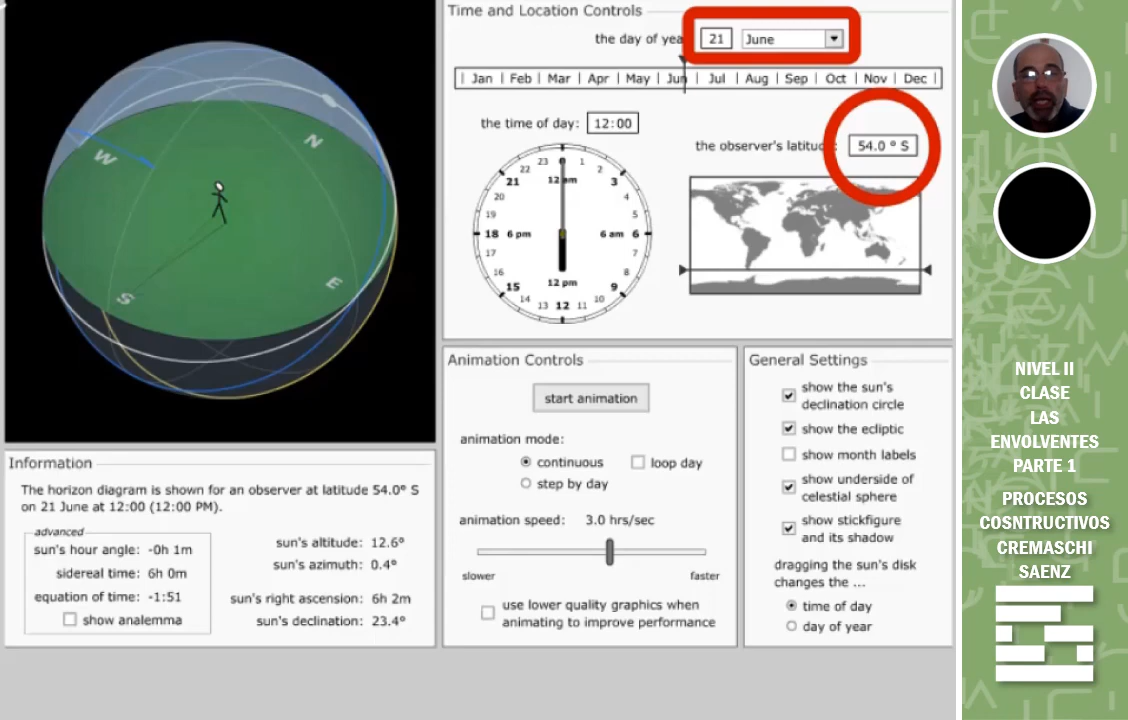 Time and Location Controls
the day of yea
21
June
| Jan | Feb | Mar | Apr | May | Jun | Jul | Aug | Sep | Oct | Nov | Dec |
the time of day: 12:00
the observer's latitud : 54.0 ° S
23
12 am
1
22
2
21
3
20
4
19
5
18 6 pm
6 am 6
17
7
16
8
15
9
14
10
13
12 pm
12
11
W
N
S
E
Information
The horizon diagram is shown for an observer at latitude 54.0° S
on 21 June at 12:00 (12:00 PM).
advanced
sun's hour angle: -0h 1m
sidereal time: 6h 0m
equation of time: -1:51
show analemma
sun's altitude: 12.6°
sun's azimuth: 0.4°
sun's right ascension: 6h 2m
sun's declination: 23.4°
Animation Controls
start animation
animation mode:
continuous
loop day
step by day
animation speed: 3.0 hrs/sec
slower
faster
use lower quality graphics when
animating to improve performance
General Settings
show the sun's
declination circle
show the ecliptic
show month labels
show underside of
celestial sphere
show stickfigure
and its shadow
dragging the sun's disk
changes the ...
time of day
day of year
NIVEL II
CLASE
LAS
ENVOLVENTES
PARTE 1
PROCESOS
COSNTRUCTIVOS
CREMASCHI
SAENZ